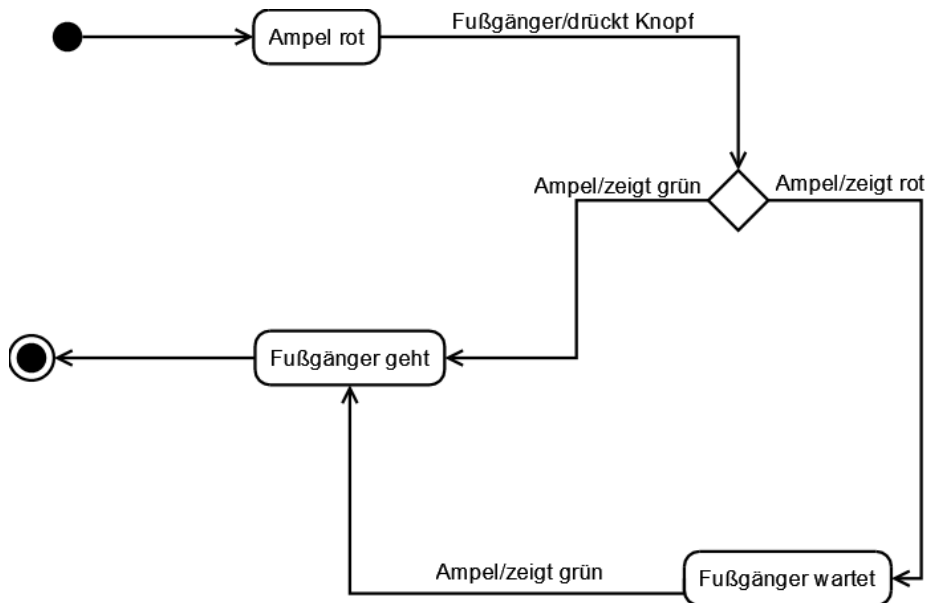 Fußgänger/drückt Knopf
Ampel rot
Ampel/zeigt grün
Ampel/zeigt rot
Fußgänger geht
Ampel/zeigt grün
Fußgänger wartet